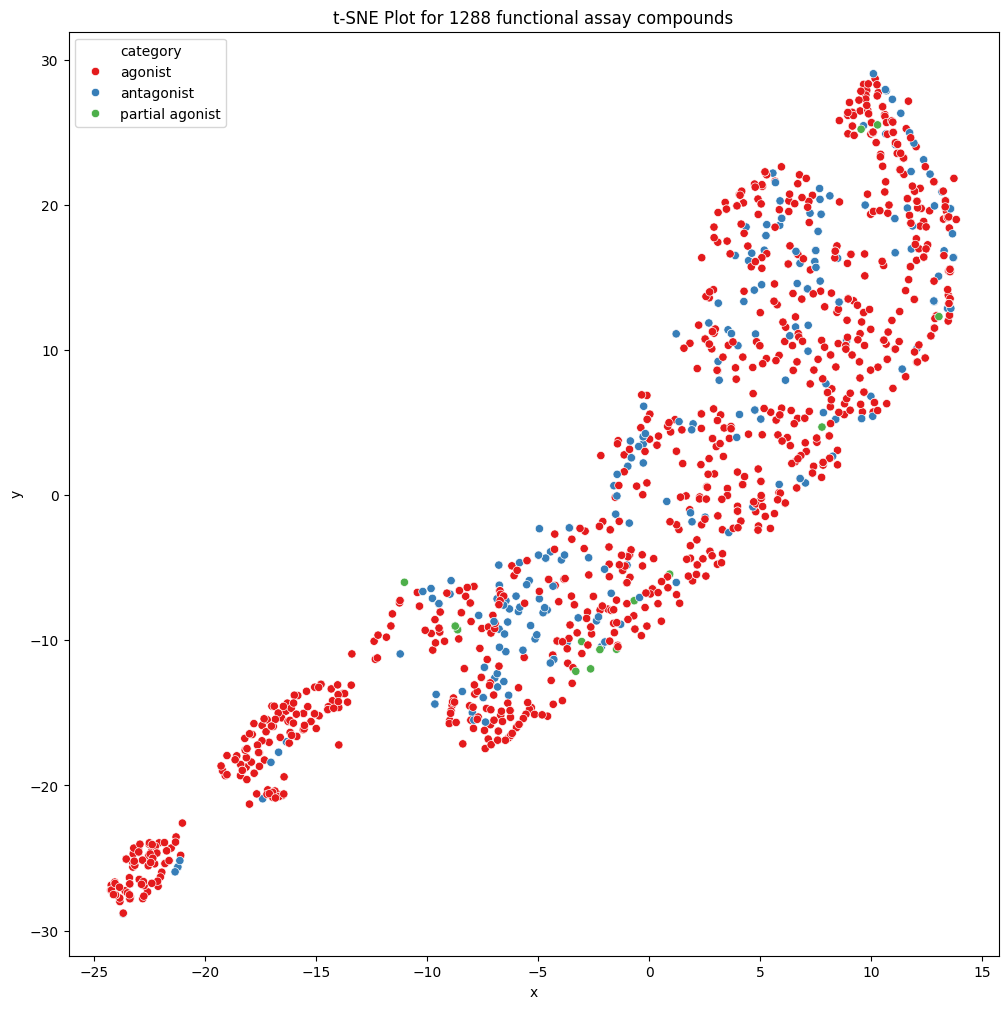 t-SNE Plot for 1288 functional assay compounds
category
agonist
antagonist
partial agonist
30
20
10
0
−10
−20
−30
y
−25 −20 −15 −10 −5 0 5 10 15
x